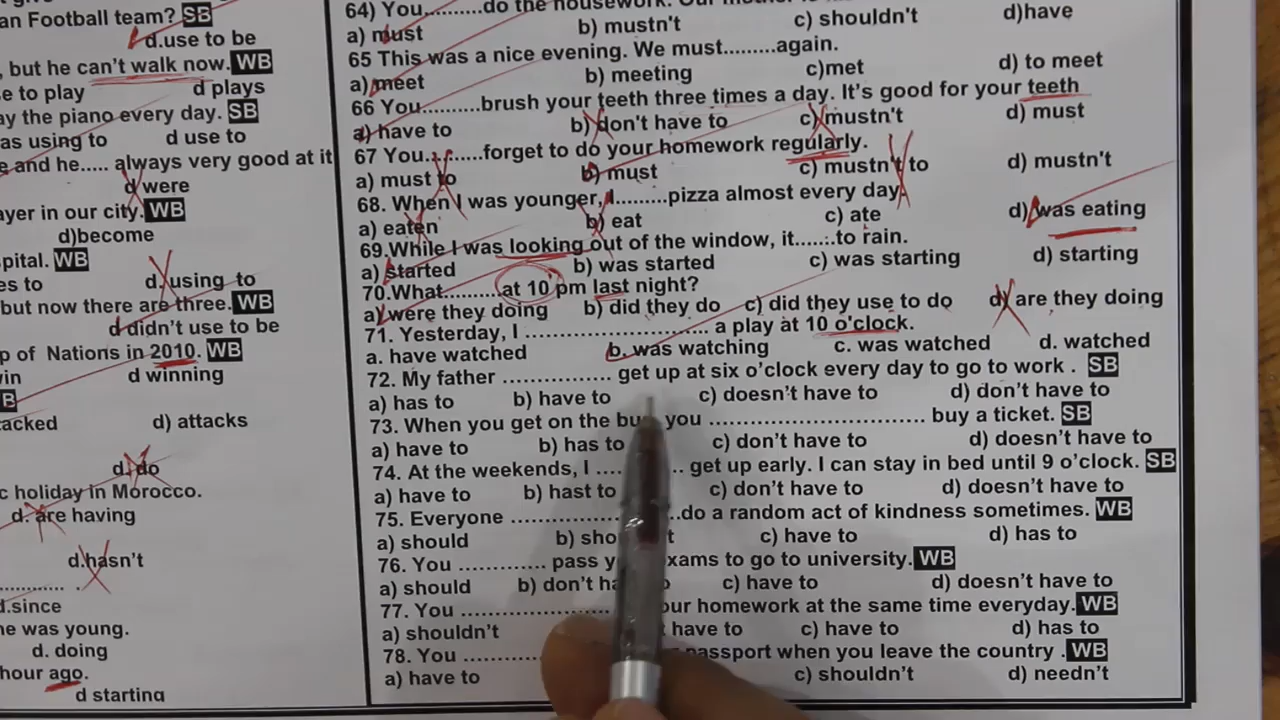 an Football team? SB
d.use to be
, but he can't walk now. WB
e to play d plays
ay the piano every day. SB
as using to d use to
e and he..... always very good at it
d were
ayer in our city. WB
d)become
spital. WB
es to d. using to
but now there are three. WB
d didn't use to be
p of Nations in 2010. WB
vin d winning
B
tacked d) attacks
d. do
c holiday in Morocco.
d. are having
d.hasn't
d.since
he was young.
d. doing
hour ago.
d starting
64) You.........do the housework.
a) must b) mustn't c) shouldn't d)have
65 This was a nice evening. We must.........again.
a) meet b) meeting c)met d) to meet
66 You..........brush your teeth three times a day. It's good for your teeth
a) have to b) don't have to c) mustn't d) must
67 You.........forget to do your homework regularly.
a) must to b) must c) mustn't to d) mustn't
68. When I was younger, I.........pizza almost every day.
a) eaten b) eat c) ate d) was eating
69.While I was looking out of the window, it.......to rain.
a) started b) was started c) was starting d) starting
70.What..........at 10 pm last night?
a) were they doing b) did they do c) did they use to do d) are they doing
71. Yesterday, I ................................ a play at 10 o'clock.
a. have watched b. was watching c. was watched d. watched
72. My father .................. get up at six o'clock every day to go to work . SB
a) has to b) have to c) doesn't have to d) don't have to
73. When you get on the bus you ..................................... buy a ticket. SB
a) have to b) has to c) don't have to d) doesn't have to
74. At the weekends, I .... .. get up early. I can stay in bed until 9 o'clock. SB
a) have to b) hast to c) don't have to d) doesn't have to
75. Everyone ...................do a random act of kindness sometimes. WB
a) should b) sho t c) have to d) has to
76. You .............. pass y xams to go to university. WB
a) should b) don't ha c) have to d) doesn't have to
77. You ....................... our homework at the same time everyday. WB
a) shouldn't have to c) have to d) has to
78. You ............ passport when you leave the country . WB
a) have to c) shouldn't d) needn't